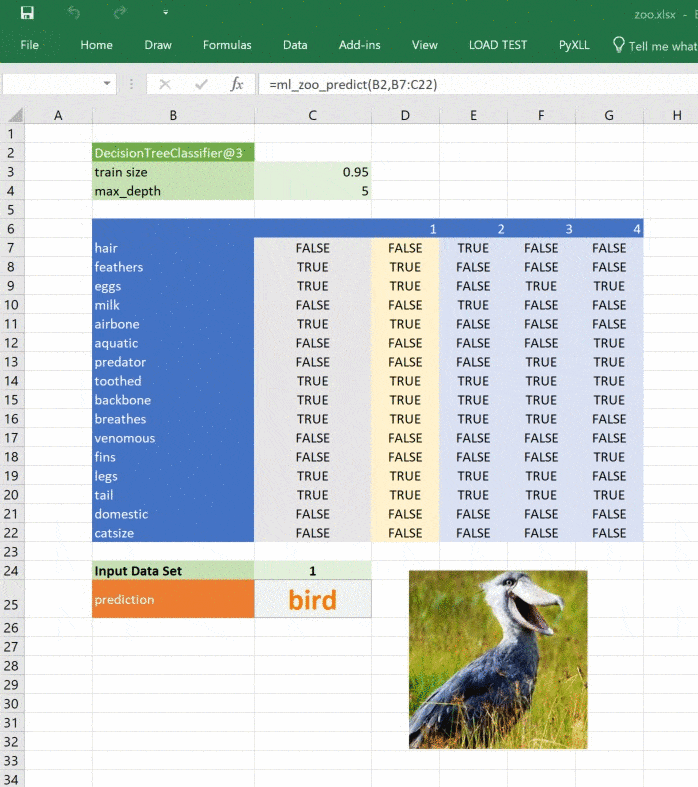 zoo.xlsx -
File Home Draw Formulas Data Add-ins View LOAD TEST PyXLL Tell me what
fx =ml_zoo_predict(B2,B7:C22)
A B C D E F G H
1
2 DecisionTreeClassifier@3
3 train size 0.95
4 max_depth 5
5
6 1 2 3 4
7 hair FALSE FALSE TRUE FALSE FALSE
8 feathers TRUE TRUE FALSE FALSE FALSE
9 eggs TRUE TRUE FALSE TRUE TRUE
10 milk FALSE FALSE TRUE FALSE FALSE
11 airbone TRUE TRUE FALSE FALSE FALSE
12 aquatic FALSE FALSE FALSE FALSE TRUE
13 predator FALSE FALSE FALSE TRUE TRUE
14 toothed TRUE TRUE TRUE TRUE TRUE
15 backbone TRUE TRUE TRUE TRUE TRUE
16 breathes TRUE TRUE TRUE TRUE FALSE
17 venomous FALSE FALSE FALSE FALSE FALSE
18 fins FALSE FALSE FALSE FALSE TRUE
19 legs TRUE TRUE TRUE TRUE FALSE
20 tail TRUE TRUE TRUE TRUE TRUE
21 domestic FALSE FALSE FALSE FALSE FALSE
22 catsize FALSE FALSE FALSE FALSE FALSE
23
24 Input Data Set 1
25 prediction bird
26
27
28
29
30
31
32
33
34